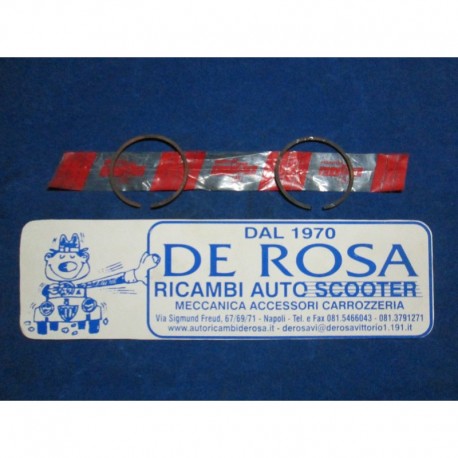 DAL 1970
DE ROSA
RICAMBI AUTO SCOOTER
MECCANICA ACCESSORI CARROZZERIA
Via Sigmund Freud, 67/69/71 - Napoli - Tel. e Fax 081.5466043 - 081.3791271
www.autoricambiderosa.it - derosavi@derosavittorio1.191.it